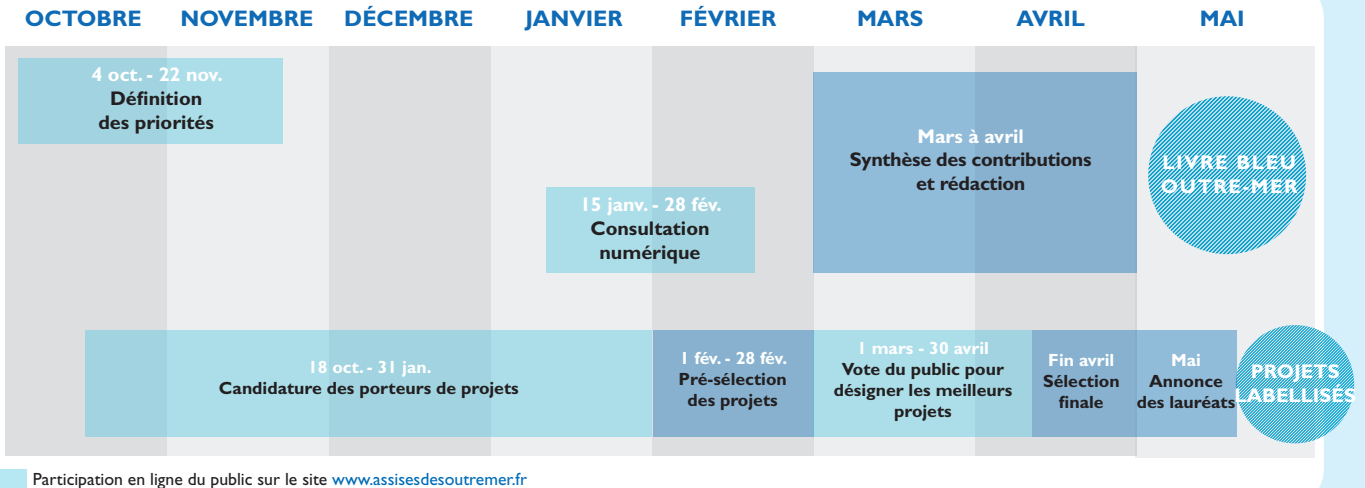 OCTOBRE NOVEMBRE DÉCEMBRE JANVIER FÉVRIER MARS AVRIL MAI
4 oct. - 22 nov.
Définition
des priorités
15 janv. - 28 fév.
Consultation
numérique
Mars à avril
Synthèse des contributions
et rédaction
LIVRE BLEU
OUTRE-MER
18 oct. - 31 jan.
Candidature des porteurs de projets
1 fév. - 28 fév.
Pré-sélection
des projets
1 mars - 30 avril
Vote du public pour
désigner les meilleurs
projets
Fin avril
Sélection
finale
Mai
Annonce
des lauréats
PROJETS
LABELLISÉS
Participation en ligne du public sur le site www.assisesdesoutremer.fr